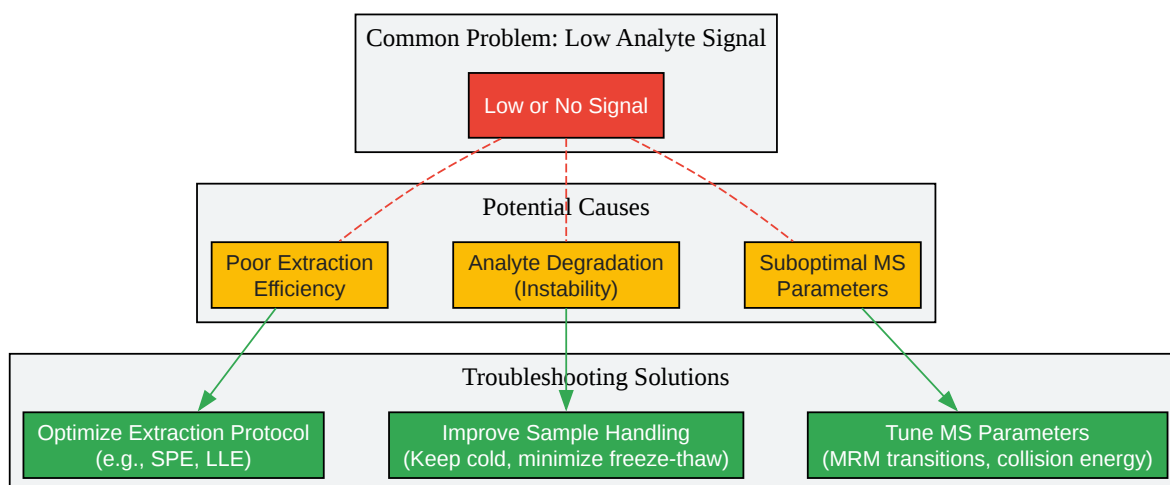 Common Problem: Low Analyte Signal
Low or No Signal
Potential Causes
Poor Extraction
Efficiency
Analyte Degradation
(Instability)
Suboptimal MS
Parameters
Troubleshooting Solutions
Optimize Extraction Protocol
(e.g., SPE, LLE)
Improve Sample Handling
(Keep cold, minimize freeze-thaw)
Tune MS Parameters
(MRM transitions, collision energy)